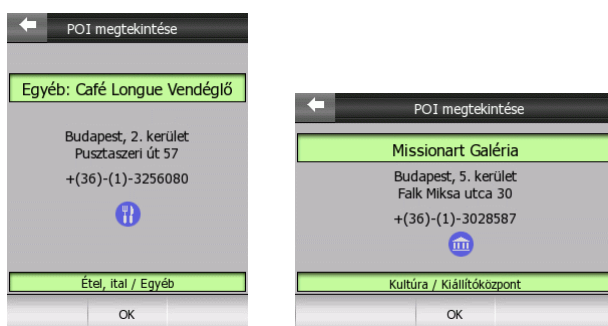 POI megtekintése
Egyéb: Café Longue Vendéglő
Budapest, 2. kerület
Pusztaszeri út 57
+(36)-(1)-3256080
Étel, ital / Egyéb
OK
POI megtekintése
Missionart Galéria
Budapest, 5. kerület
Falk Miksa utca 30
+(36)-(1)-3028587
Kultúra / Kiállítóközpont
OK